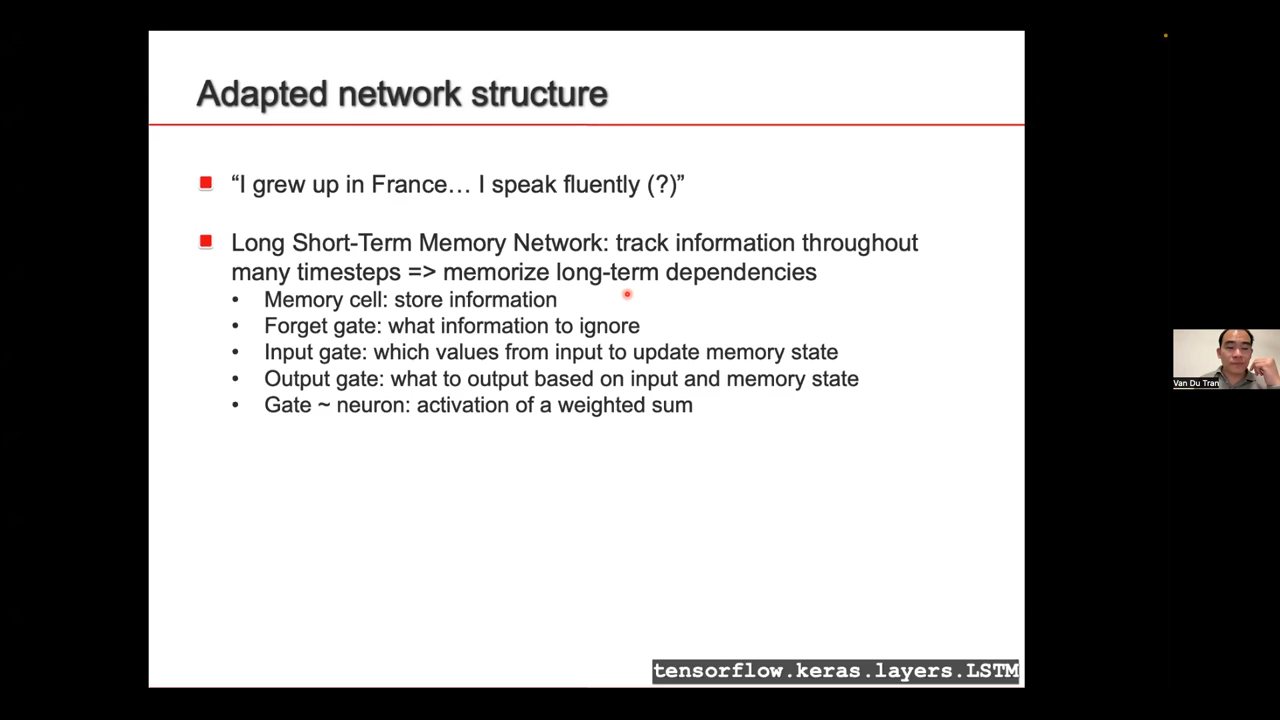 Adapted network structure
“I grew up in France… I speak fluently (?)”
Long Short-Term Memory Network: track information throughout
many timesteps => memorize long-term dependencies
• Memory cell: store information
• Forget gate: what information to ignore
• Input gate: which values from input to update memory state
• Output gate: what to output based on input and memory state
• Gate ~ neuron: activation of a weighted sum
tensorflow.keras.layers.LSTM
Van Du Tran